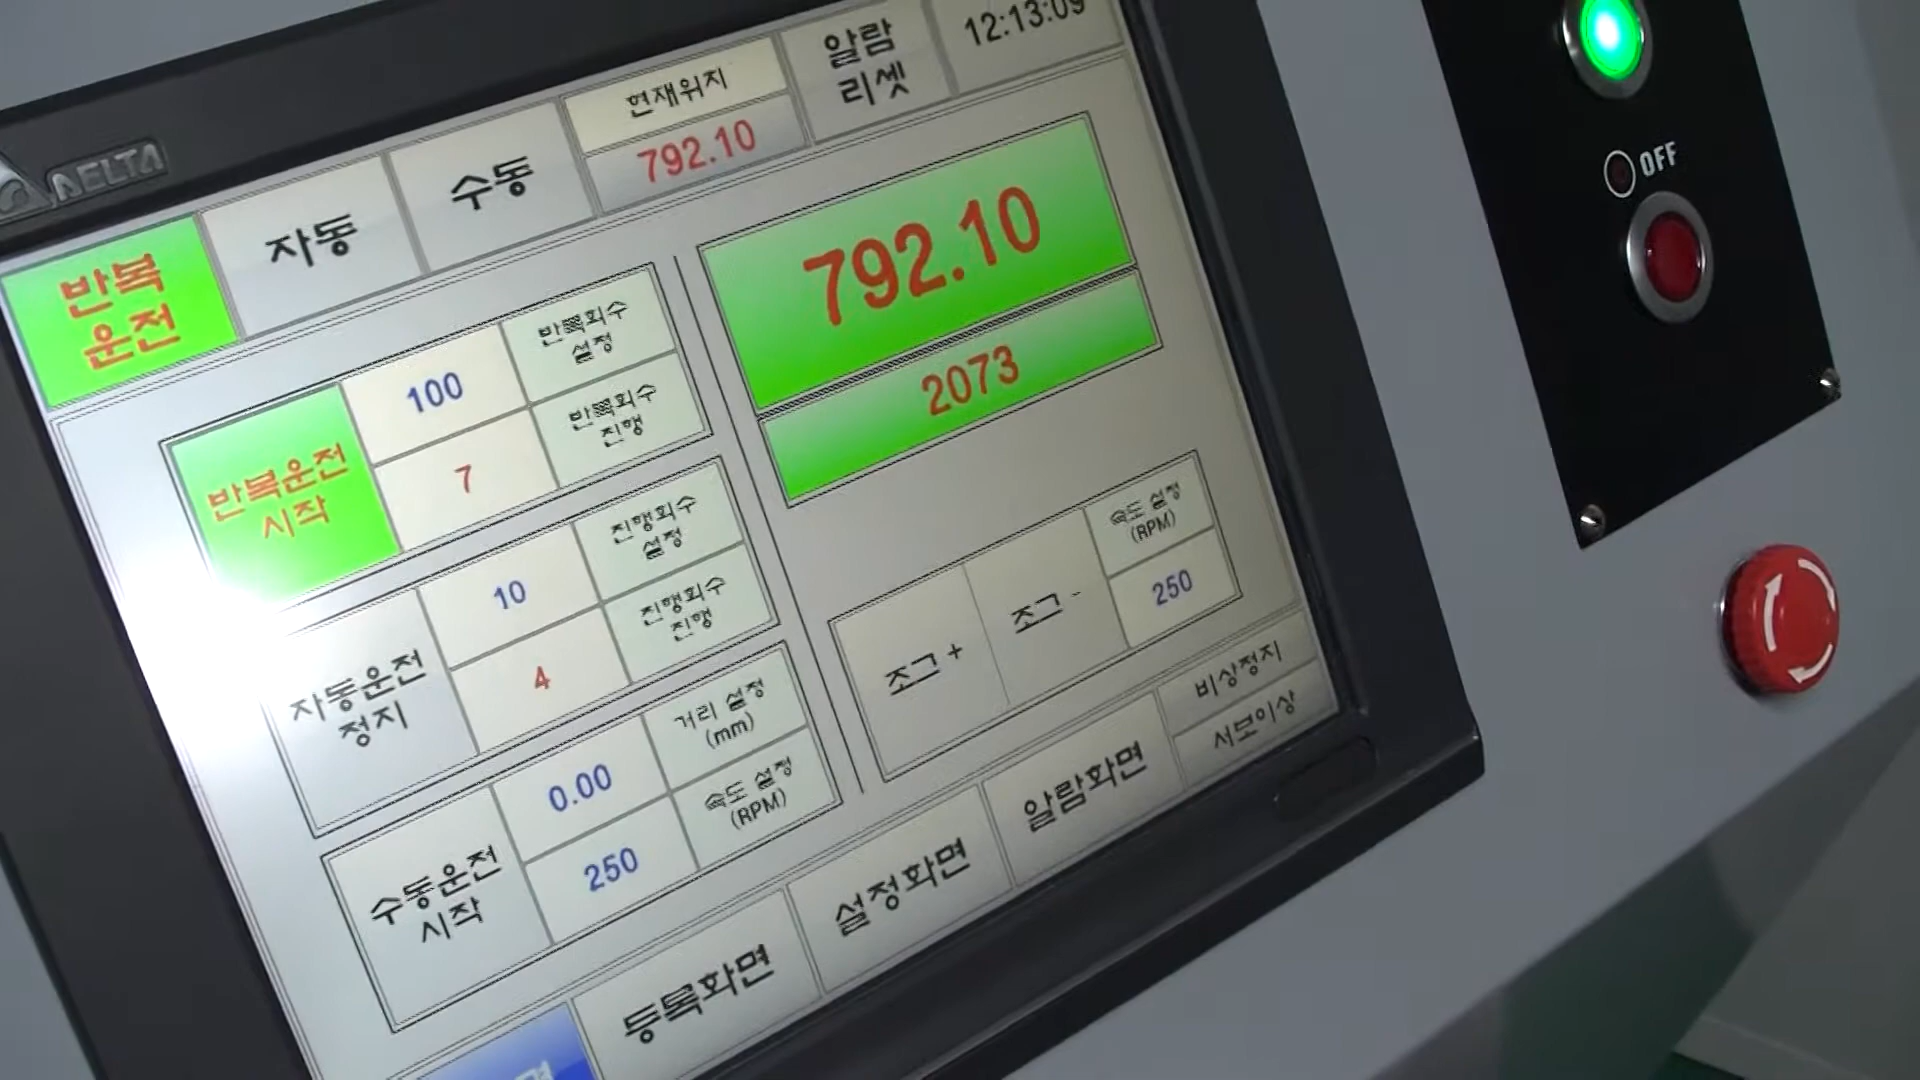 DELTA
반복
운전
자동
수동
현재위치
792.10
알람
리셋
12:13:09
OFF
반복운전
시작
100
반복회수
설정
7
반복회수
진행
792.10
2073
자동운전
정지
10
진행회수
설정
4
진행회수
진행
조그 +
조그 -
속도 설정
(RPM)
250
수동운전
시작
0.00
거리 설정
(mm)
250
속도 설정
(RPM)
등록화면
설정화면
알람화면
비상정지
서보이상